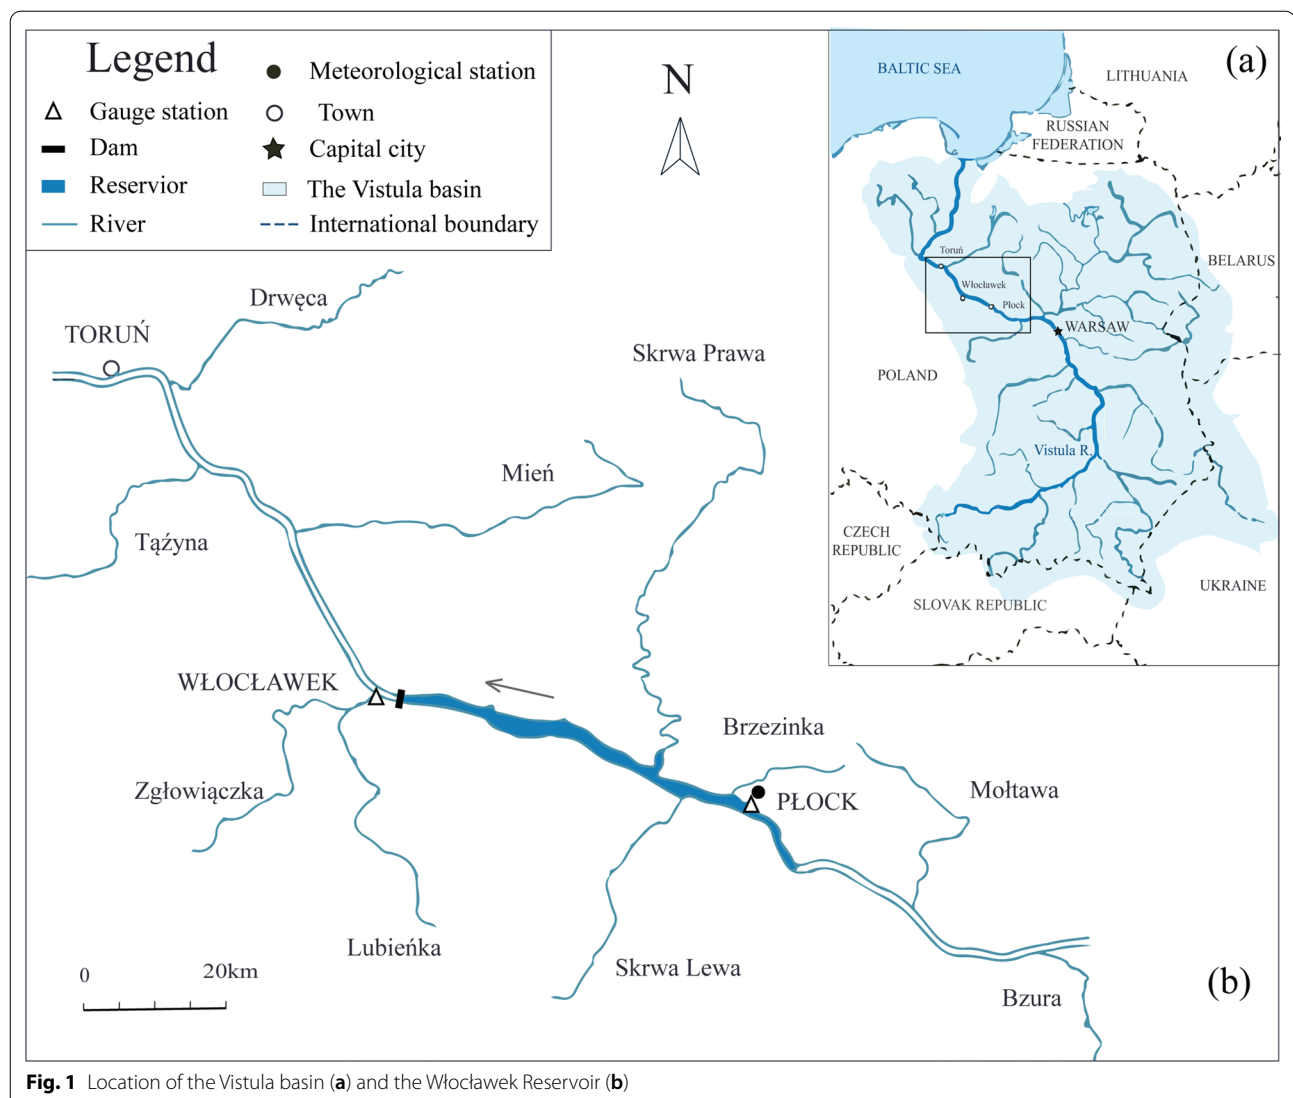 Legend
Meteorological station
Gauge station
Town
Dam
Capital city
Reservior
The Vistula basin
River
International boundary
N
(a)
BALTIC SEA
LITHUANIA
RUSSIAN
FEDERATION
BELARUS
Toruń
Włocławek
Płock
WARSAW
POLAND
Vistula R.
CZECH
REPUBLIC
SLOVAK REPUBLIC
UKRAINE
Drwęca
TORUŃ
Skrwa Prawa
Mień
Tąźyna
WŁOCŁAWEK
Brzezinka
Zgłowiączka
PŁOCK
Mołtawa
Lubieńka
Skrwa Lewa
Bzura
0
20km
(b)
Fig. 1 Location of the Vistula basin (a) and the Włocławek Reservoir (b)